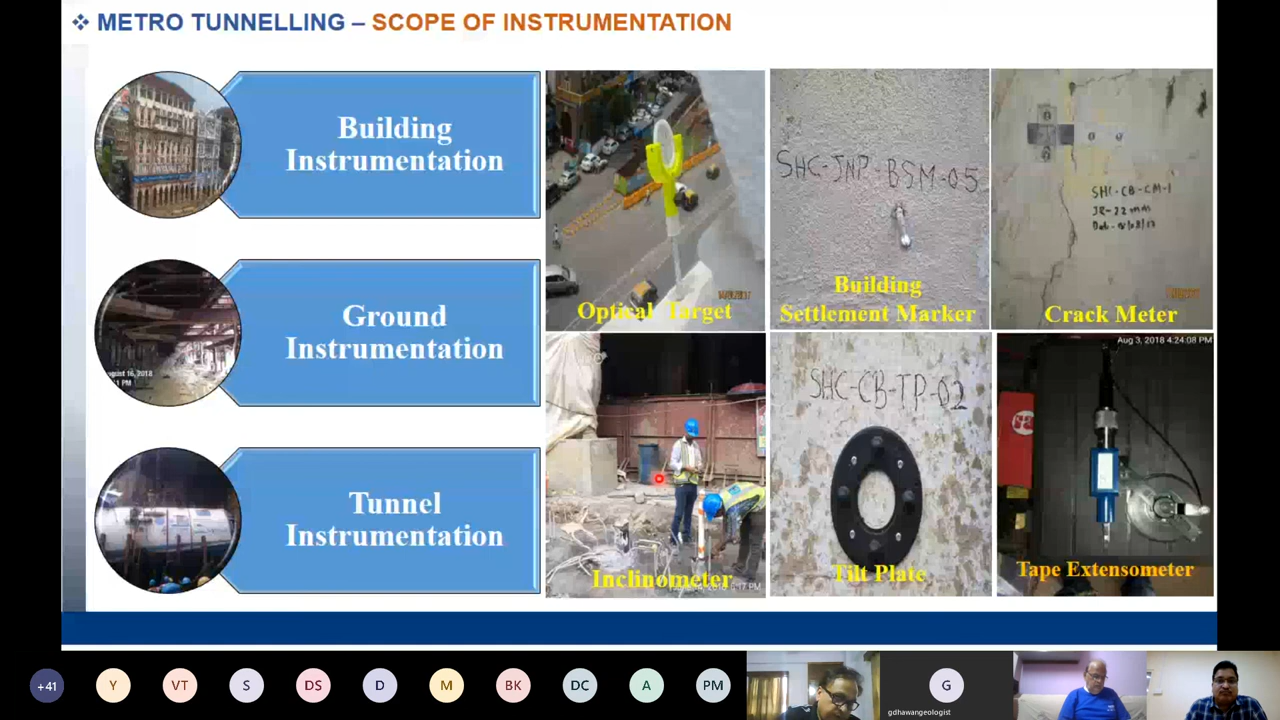 ❖ METRO TUNNELLING – SCOPE OF INSTRUMENTATION
Building
Instrumentation
Ground
Instrumentation
Tunnel
Instrumentation
Optical Target
SHC-JNP-BSM-05
Building
Settlement Marker
SHC-CB-CM-1
IR-22mm
Crack Meter
Inclinometer
SHC-CB-TP-02
Tilt Plate
Aug 3, 2018 4:24:08 PM
Tape Extensometer
+41
Y
VT
S
DS
D
M
BK
DC
A
PM
G
gdhawangeologist